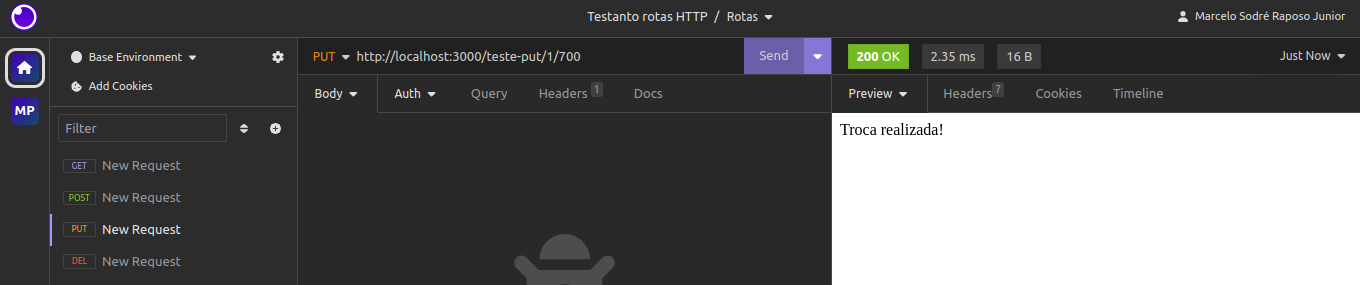 Testanto rotas HTTP / Rotas
Marcelo Sodré Raposo Junior
MP
Base Environment
Add Cookies
Filter
GET New Request
POST New Request
PUT New Request
DEL New Request
PUT http://localhost:3000/teste-put/1/700 Send
Body Auth Query Headers 1 Docs
200 OK 2.35 ms 16 B Just Now
Preview Headers 7 Cookies Timeline
Troca realizada!